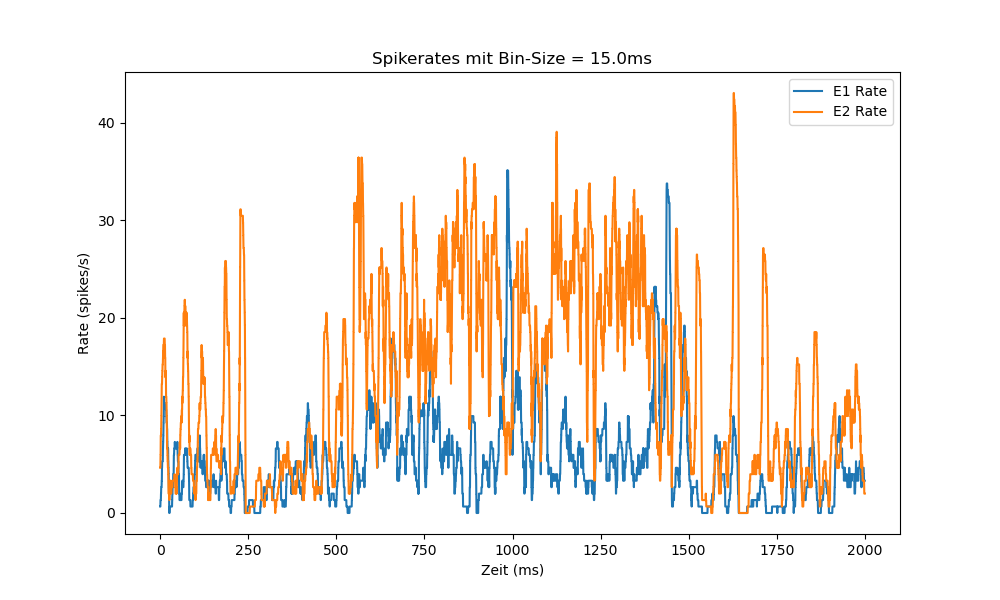 Spikerates mit Bin-Size = 15.0ms
E1 Rate
E2 Rate
Rate (spikes/s)
40
30
20
10
0
0 250 500 750 1000 1250 1500 1750 2000
Zeit (ms)